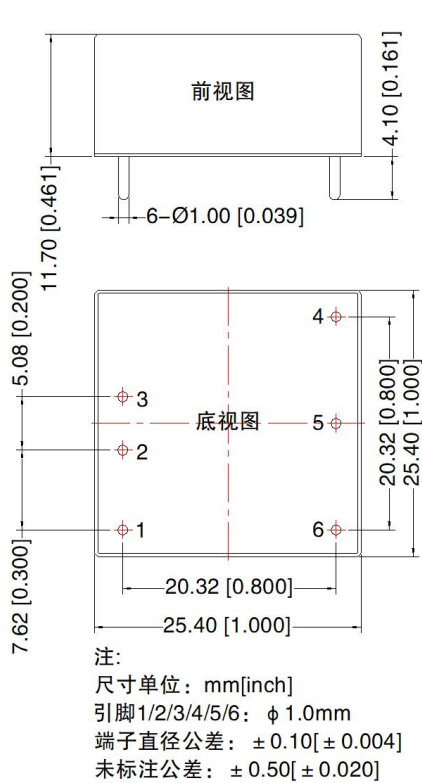 前视图
4.10 [0.161]
11.70 [0.461]
6-Ø1.00 [0.039]
5.08 [0.200]
4
3
底视图
5
2
20.32 [0.800]
25.40 [1.000]
1
6
7.62 [0.300]
20.32 [0.800]
25.40 [1.000]
注:
尺寸单位：mm[inch]
引脚1/2/3/4/5/6：ϕ1.0mm
端子直径公差：±0.10[±0.004]
未标注公差：±0.50[±0.020]